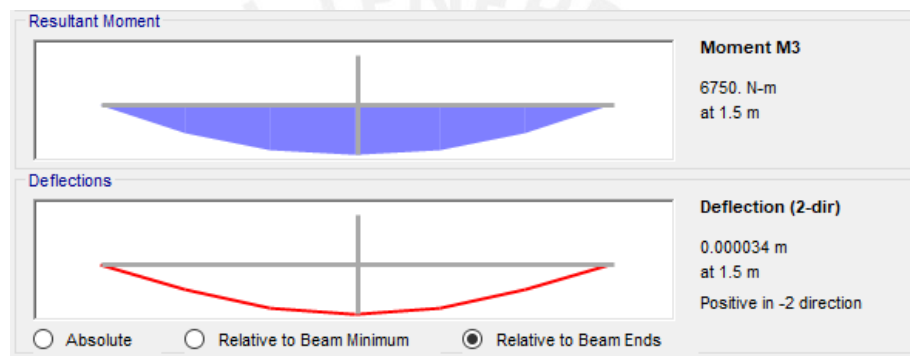 Resultant Moment
Moment M3
6750. N-m
at 1.5 m
Deflections
Deflection (2-dir)
0.000034 m
at 1.5 m
Positive in -2 direction
Absolute
Relative to Beam Minimum
Relative to Beam Ends